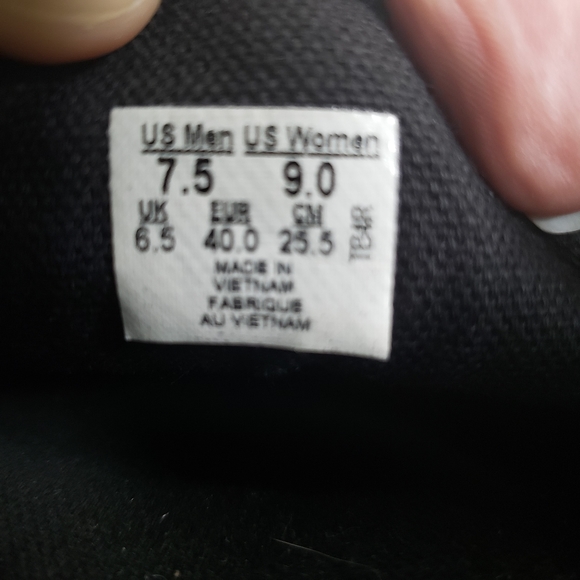 US Men US Women
7.5 9.0
UK EUR CM
6.5 40.0 25.5
MADE IN
VIETNAM
FABRIQUE
AU VIETNAM